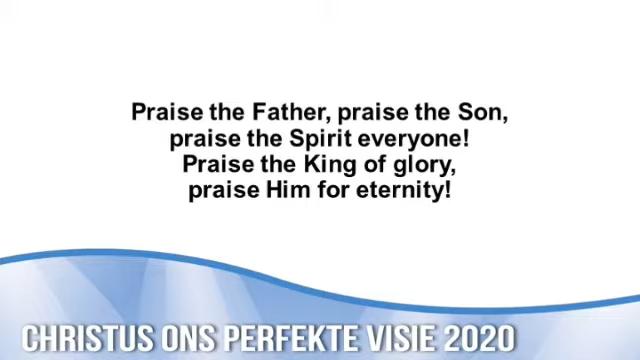 Praise the Father, praise the Son,
praise the Spirit everyone!
Praise the King of glory,
praise Him for eternity!
CHRISTUS ONS PERFEKTE VISIE 2020